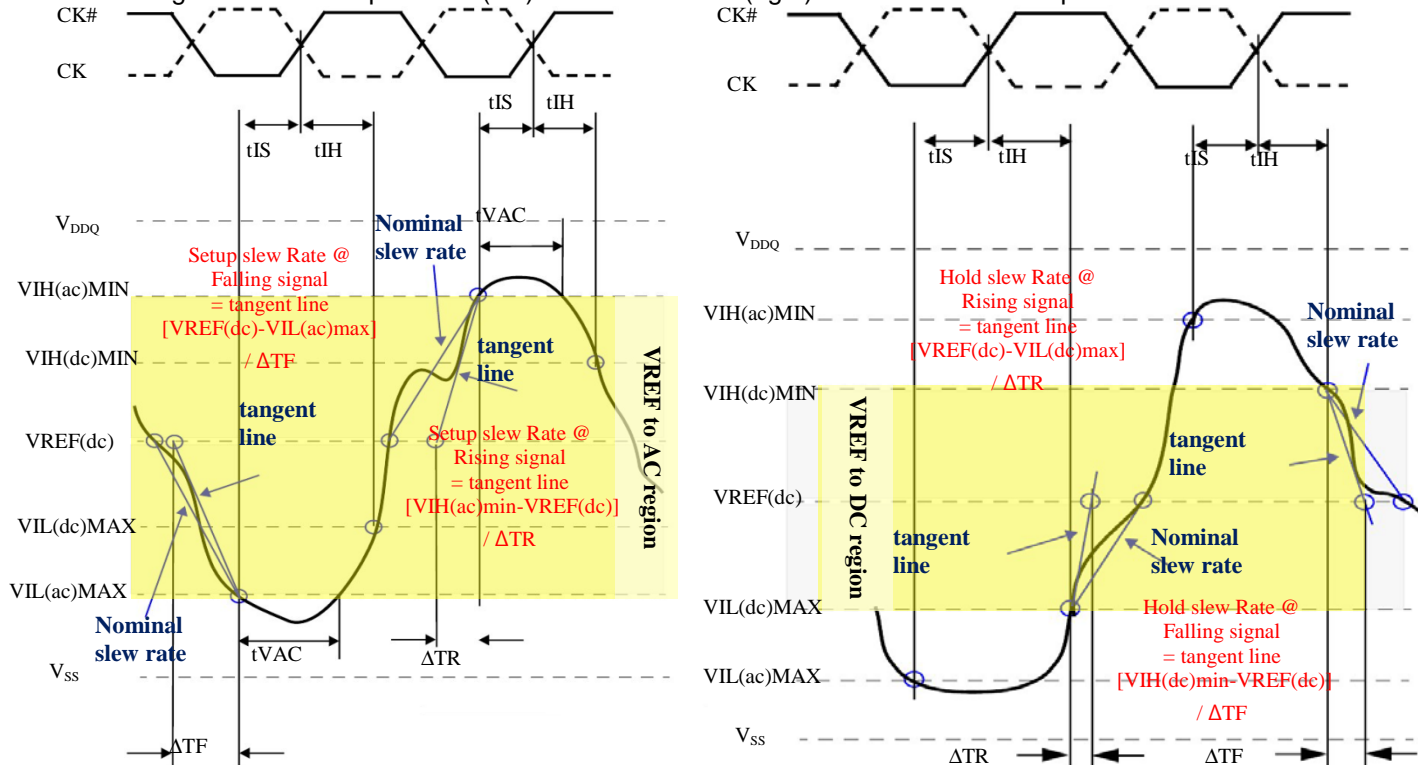 (right)
CK#
CK
tIS
tIH
tIS
tIH
VDDQ
Nominal
slew rate
tVAC
Setup slew Rate @
Falling signal
= tangent line
[VREF(dc)-VIL(ac)max]
/ ΔTF
VIH(ac)MIN
VIH(dc)MIN
tangent
line
tangent
line
VREF(dc)
Setup slew Rate @
Rising signal
= tangent line
[VIH(ac)min-VREF(dc)]
/ ΔTR
VIL(dc)MAX
VIL(ac)MAX
VREF to AC region
Nominal
slew rate
tVAC
ΔTR
VSS
ΔTF
CK#
CK
tIS
tIH
tIS
tIH
VDDQ
Hold slew Rate @
Rising signal
= tangent line
[VREF(dc)-VIL(dc)max]
/ ΔTR
VIH(ac)MIN
Nominal
slew rate
VIH(dc)MIN
VREF to DC region
tangent
line
VREF(dc)
tangent
line
Nominal
slew rate
VIL(dc)MAX
Hold slew Rate @
Falling signal
= tangent line
[VIH(dc)min-VREF(dc)]
/ ΔTF
VIL(ac)MAX
VSS
ΔTR
ΔTF